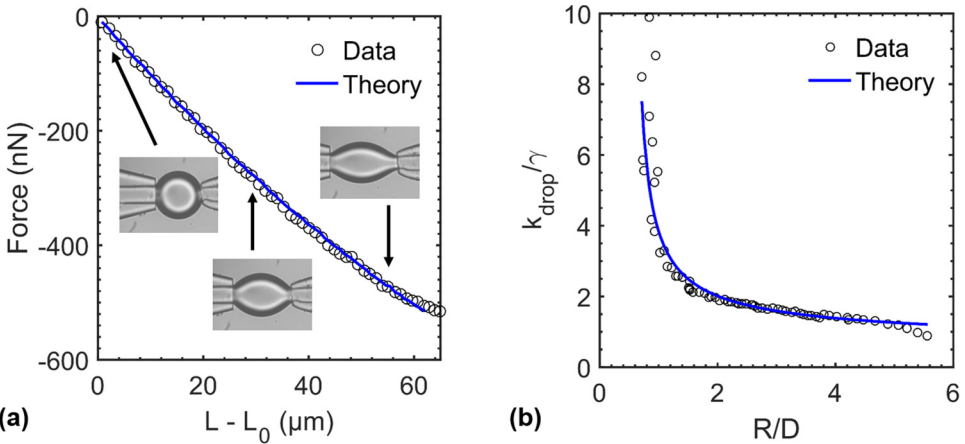 0
-200
-400
-600
Force (nN)
0
20
40
60
L - L₀ (µm)
Data
Theory
(a)
10
8
6
4
2
0
k_drop/γ
0
2
4
6
R/D
Data
Theory
(b)